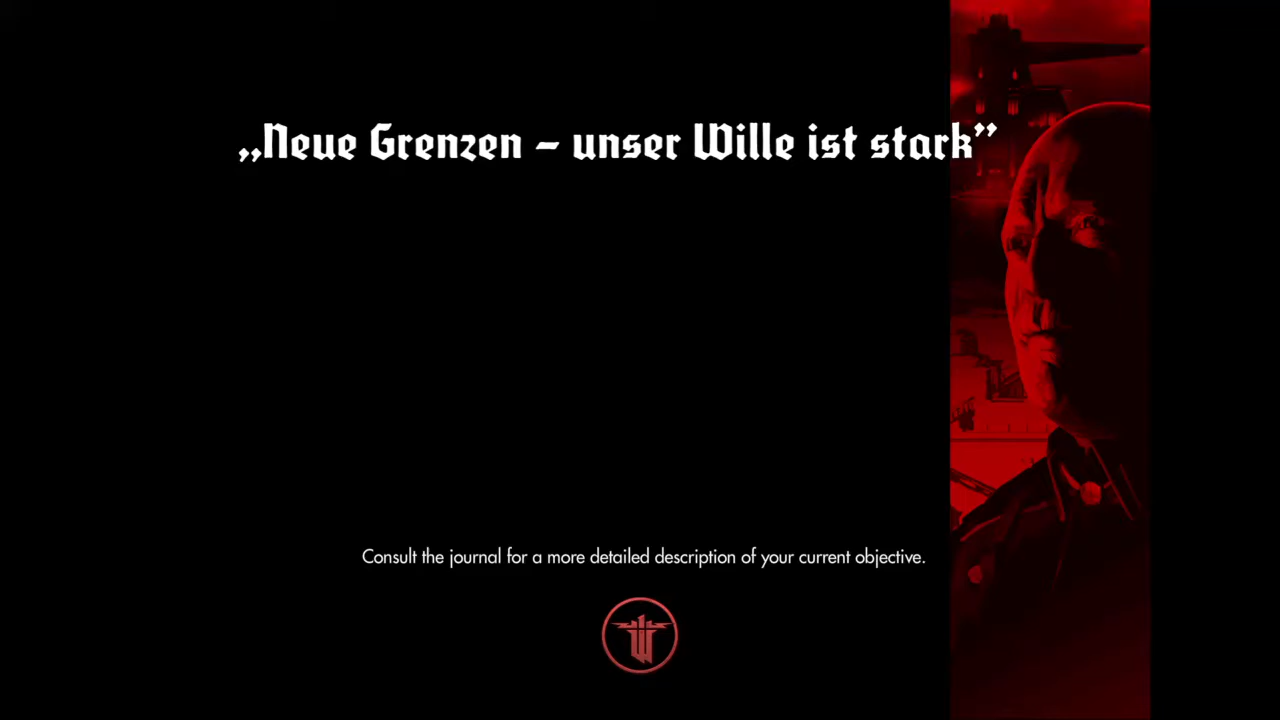 „Neue Grenzen – unser Wille ist stark”
Consult the journal for a more detailed description of your current objective.